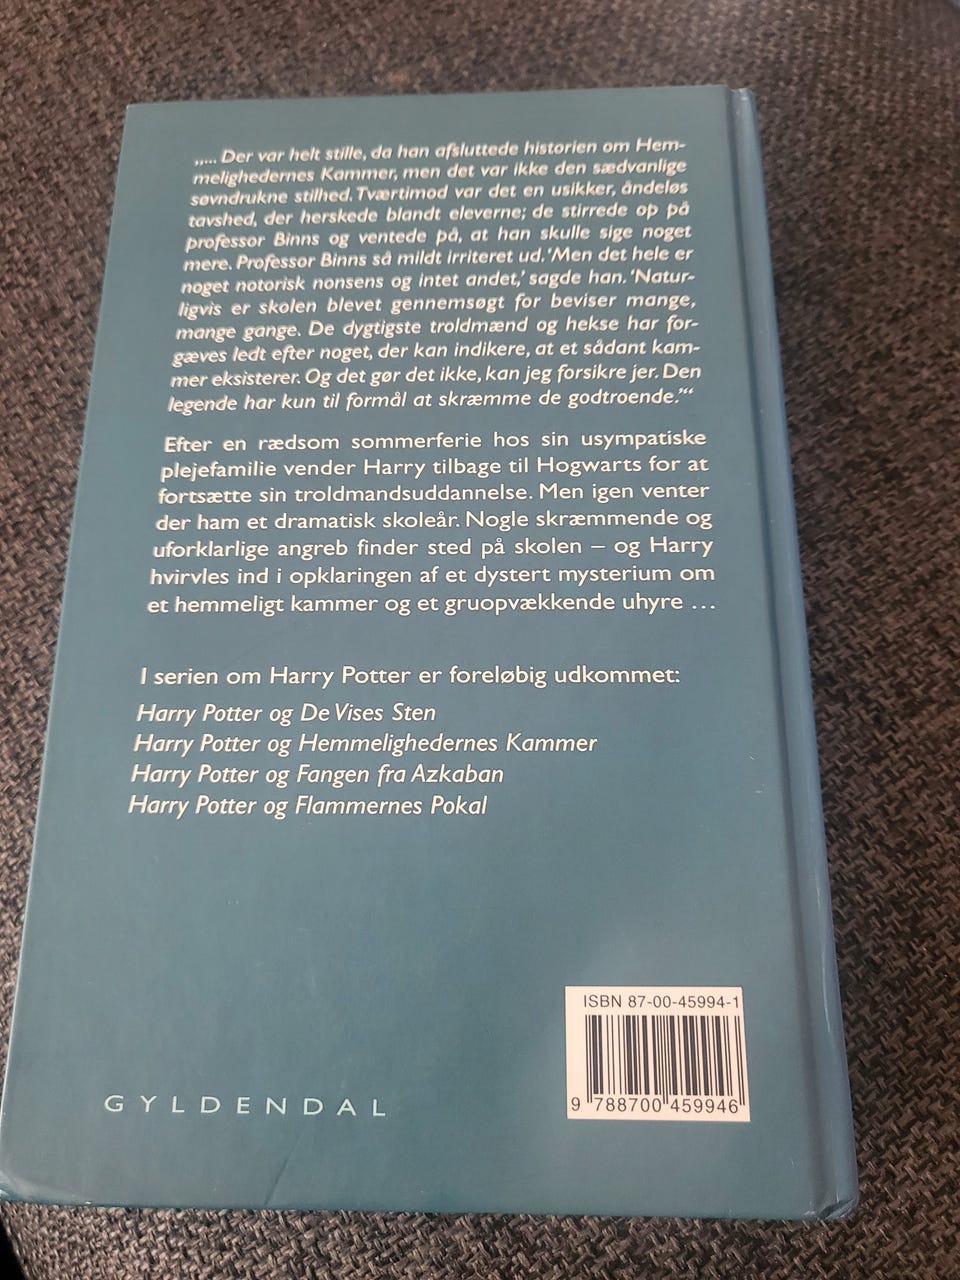 „.... Der var helt stille, da han afsluttede historien om Hem-
melighedernes Kammer, men det var ikke den sædvanlige
søvndrukne stilhed. Tværtimod var det en usikker, åndeløs
tavshed, der herskede blandt eleverne; de stirrede op på
professor Binns og ventede på, at han skulle sige noget
mere. Professor Binns så mildt irriteret ud. 'Men det hele er
noget notorisk nonsens og intet andet,' sagde han. 'Natur-
ligvis er skolen blevet gennemsøgt for beviser mange,
mange gange. De dygtigste troldmænd og hekse har for-
gæves ledt efter noget, der kan indikere, at et sådant kam-
mer eksisterer. Og det gør det ikke, kan jeg forsikre jer. Den
legende har kun til formål at skræmme de godtroende.'“
Efter en rædsom sommerferie hos sin usympatiske
plejefamilie vender Harry tilbage til Hogwarts for at
fortsætte sin troldmandsuddannelse. Men igen venter
der ham et dramatisk skoleår. Nogle skræmmende og
uforklarlige angreb finder sted på skolen – og Harry
hvirvles ind i opklaringen af et dystert mysterium om
et hemmeligt kammer og et gruopvækkende uhyre ...
I serien om Harry Potter er foreløbig udkommet:
Harry Potter og De Vises Sten
Harry Potter og Hemmelighedernes Kammer
Harry Potter og Fangen fra Azkaban
Harry Potter og Flammernes Pokal
ISBN 87-00-45994-1
9 788700 459946
GYLDENDAL